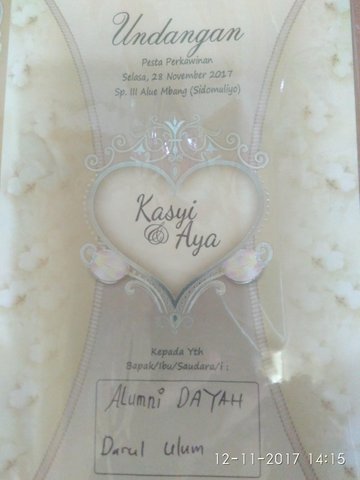 Undangan
Pesta Perkawinan
Selasa, 28 November 2017
Sp. III Alue Mbang (Sidomuliyo)
Kasyi
& Aya
Kepada Yth
Bapak/Ibu/Saudara/i :
Alumni DAYAH
Darul ulum
12-11-2017 14:15